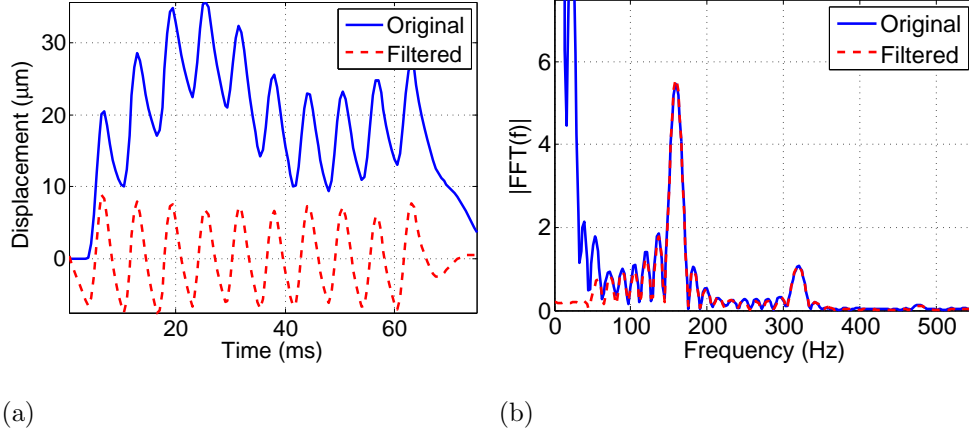 Original
Filtered
30
20
10
0
Displacement (µm)
20
40
60
Time (ms)
(a)
Original
Filtered
6
4
2
0
|FFT(f)|
0
100
200
300
400
500
Frequency (Hz)
(b)